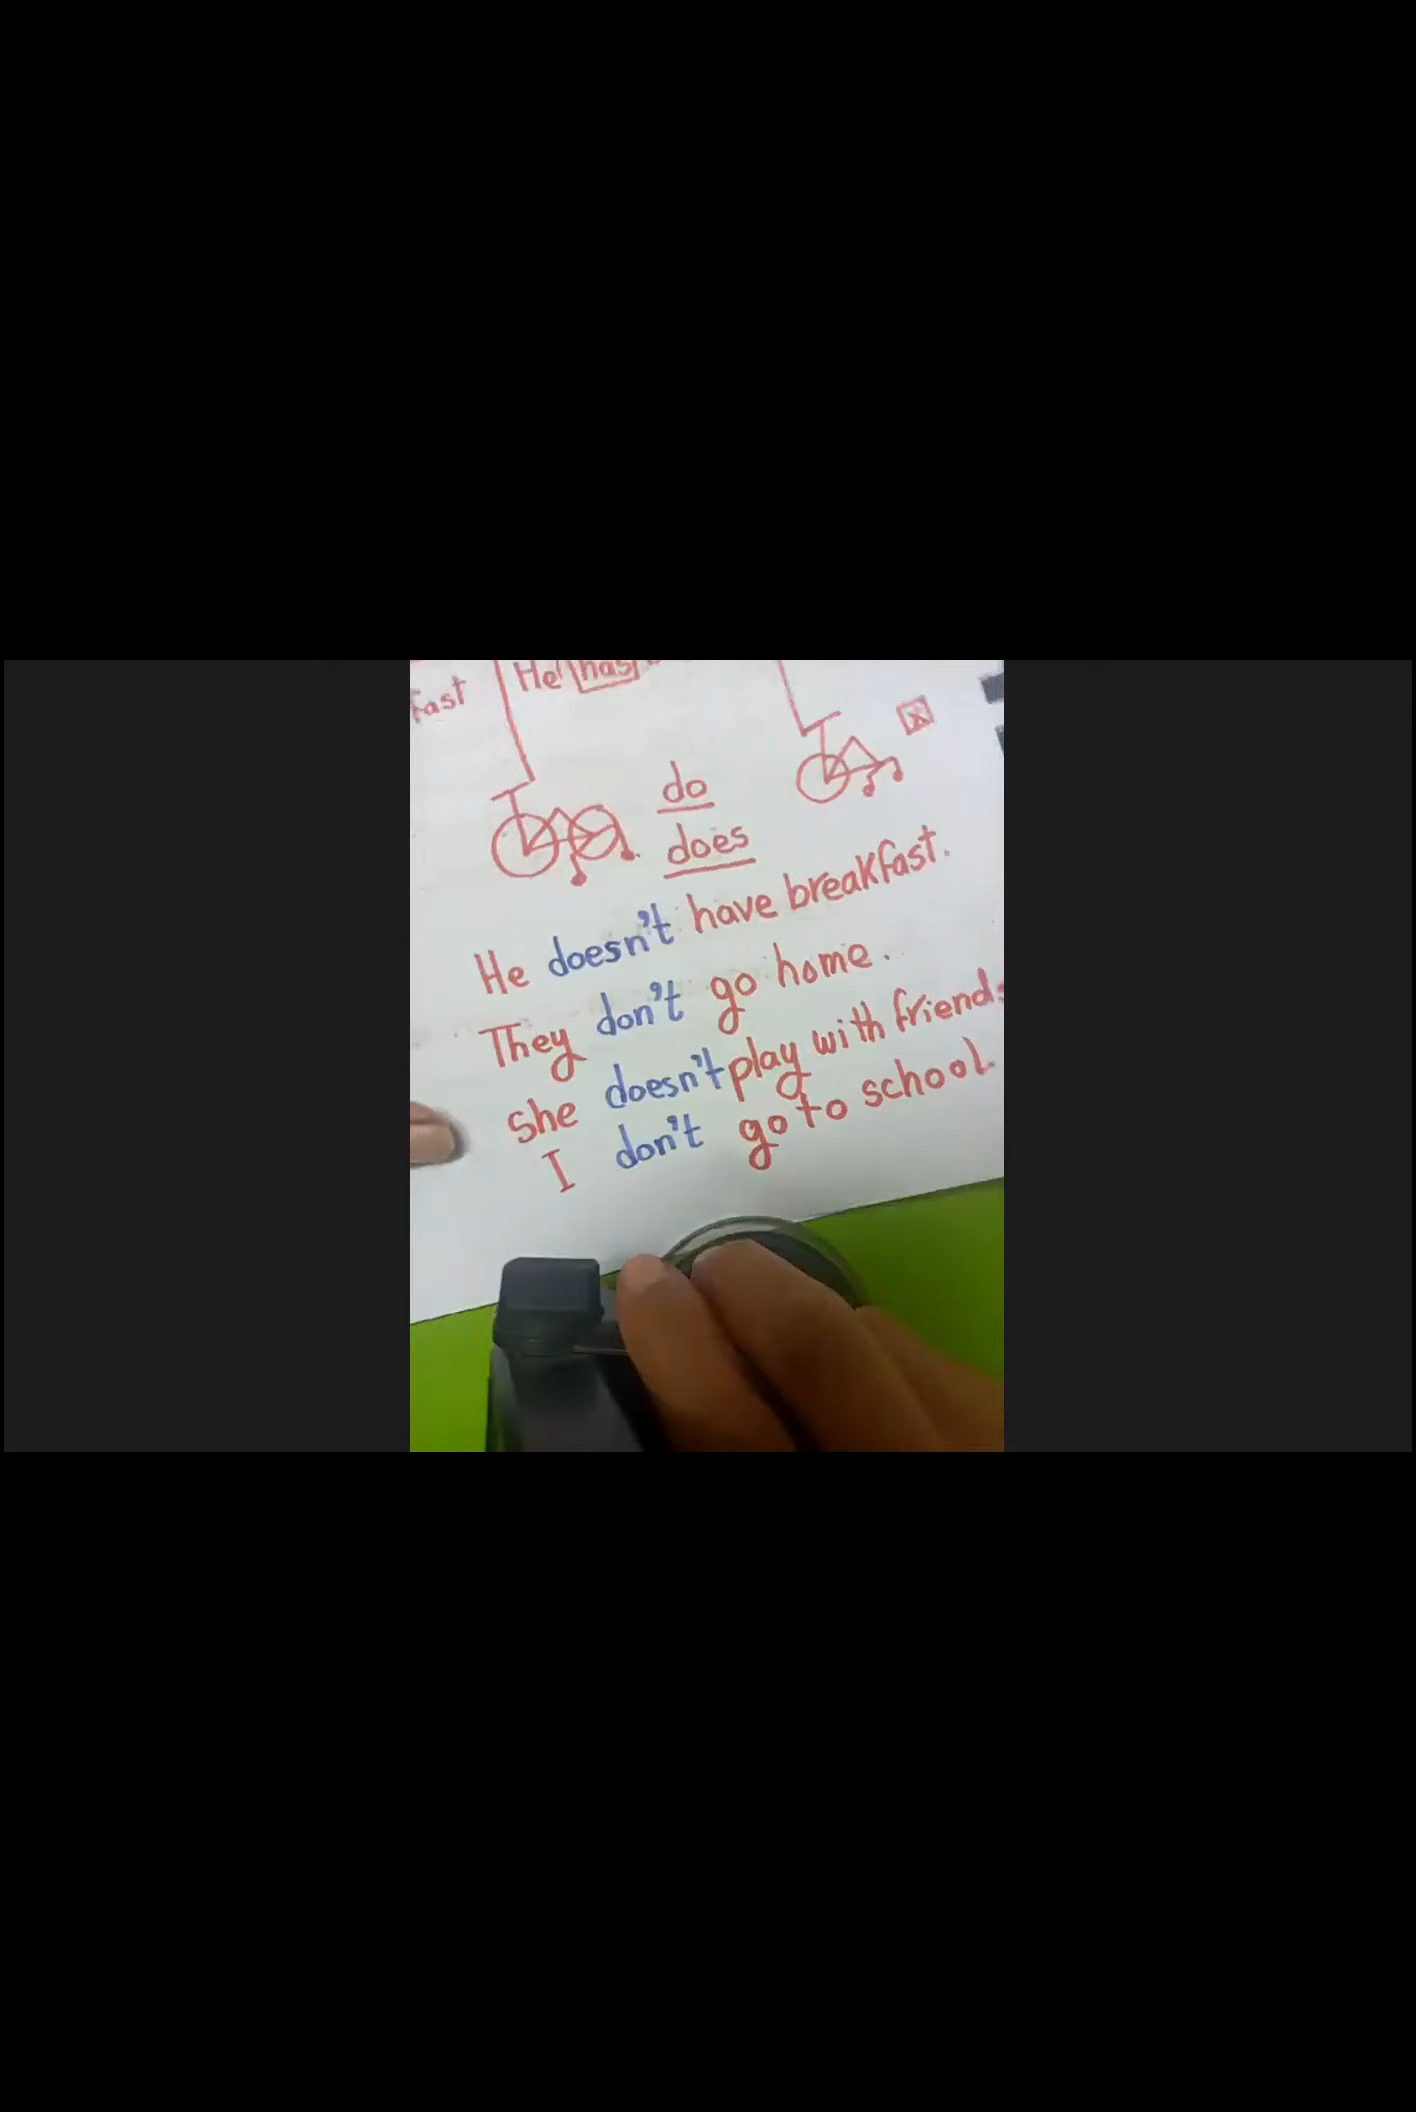 fast
He has
do
does
He doesn't have breakfast.
They don't go home.
she doesn't play with friends
I don't go to school.